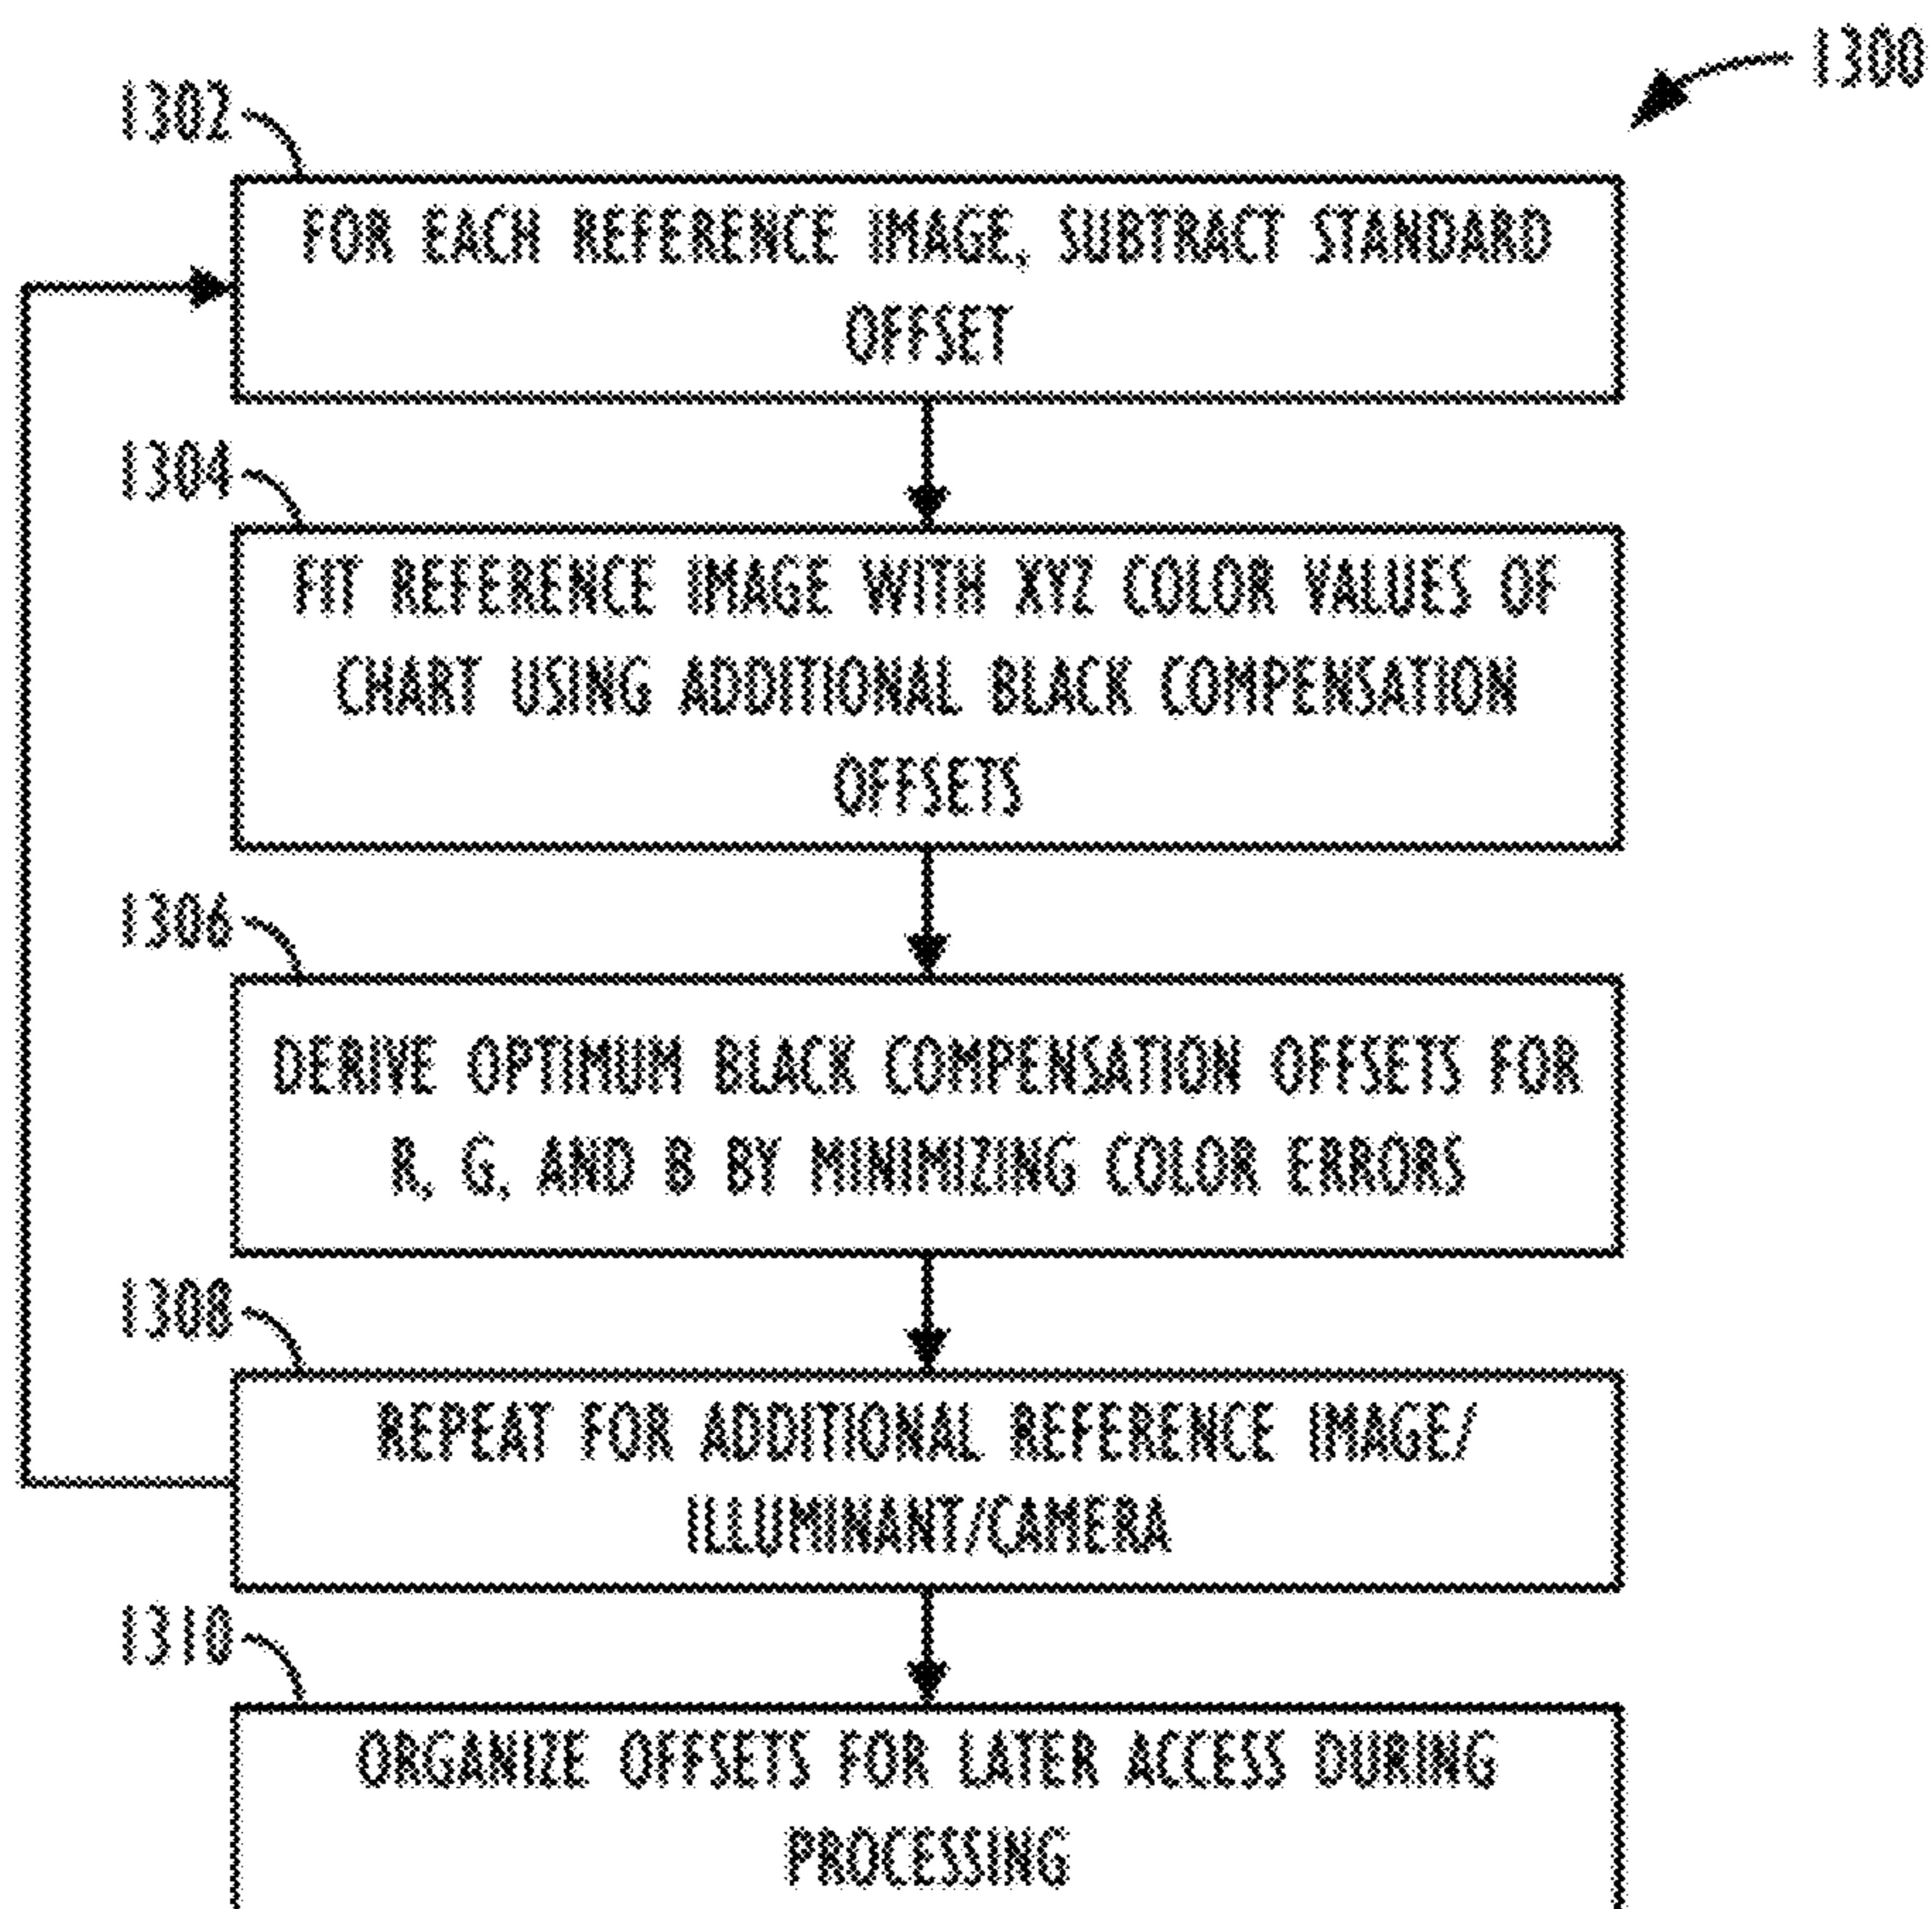 1300
1302
FOR EACH REFERENCE IMAGE, SUBTRACT STANDARD
OFFSET
1304
FIT REFERENCE IMAGE WITH XYZ COLOR VALUES OF
CHART USING ADDITIONAL BLACK COMPENSATION
OFFSETS
1306
DERIVE OPTIMUM BLACK COMPENSATION OFFSETS FOR
R, G, AND B BY MINIMIZING COLOR ERRORS
1308
REPEAT FOR ADDITIONAL REFERENCE IMAGE/
ILLUMINANT/CAMERA
1310
ORGANIZE OFFSETS FOR LATER ACCESS DURING
PROCESSING